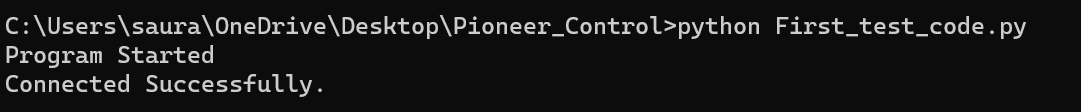 C:\Users\saura\OneDrive\Desktop\Pioneer_Control>python First_test_code.py
Program Started
Connected Successfully.